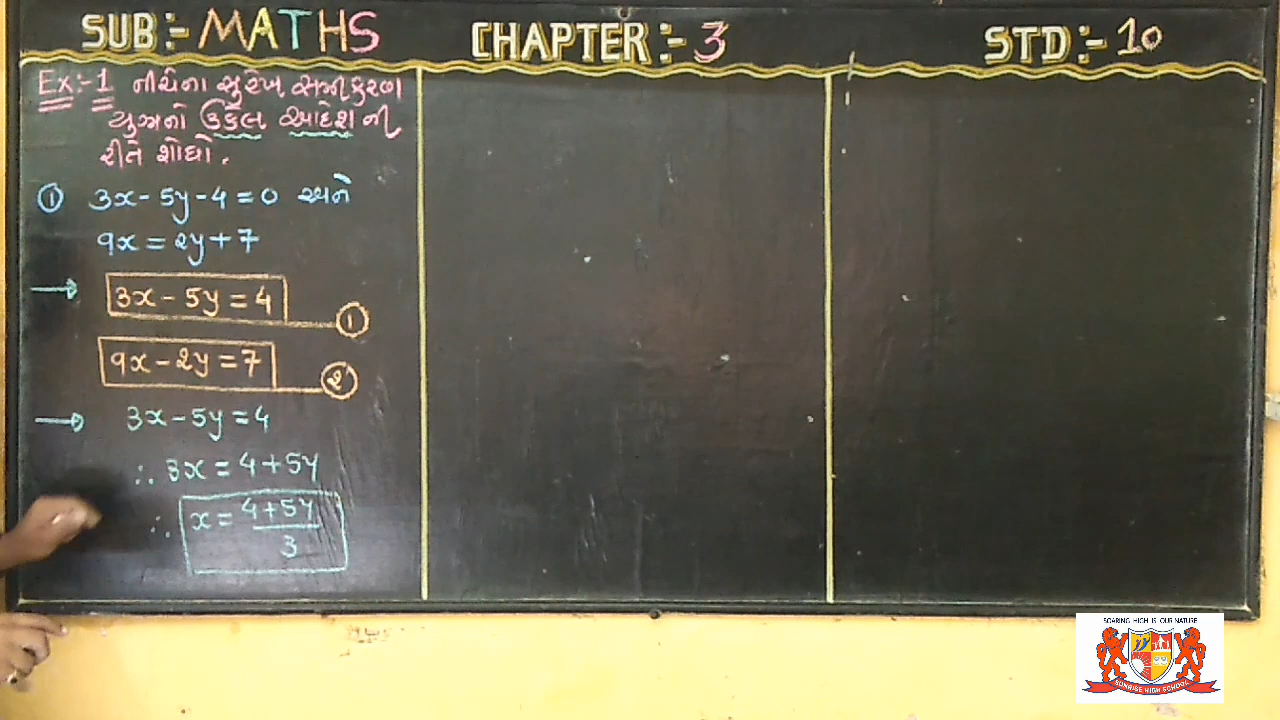 SUB:- MATHS
CHAPTER:- 3
STD:- 10
Ex:-1 નીચેના સુરેખ સમીકરણ
યુગ્મનો ઉકેલ આદેશ ની
રીતે શોધો.
① 3x - 5y - 4 = 0 અને
9x = 2y + 7
→ 3x - 5y = 4 ①
9x - 2y = 7 ②
→ 3x - 5y = 4
∴ 3x = 4 + 5y
∴ x = 4 + 5y
3
SOARING HIGH IS OUR NATURE
SUNRISE HIGH SCHOOL